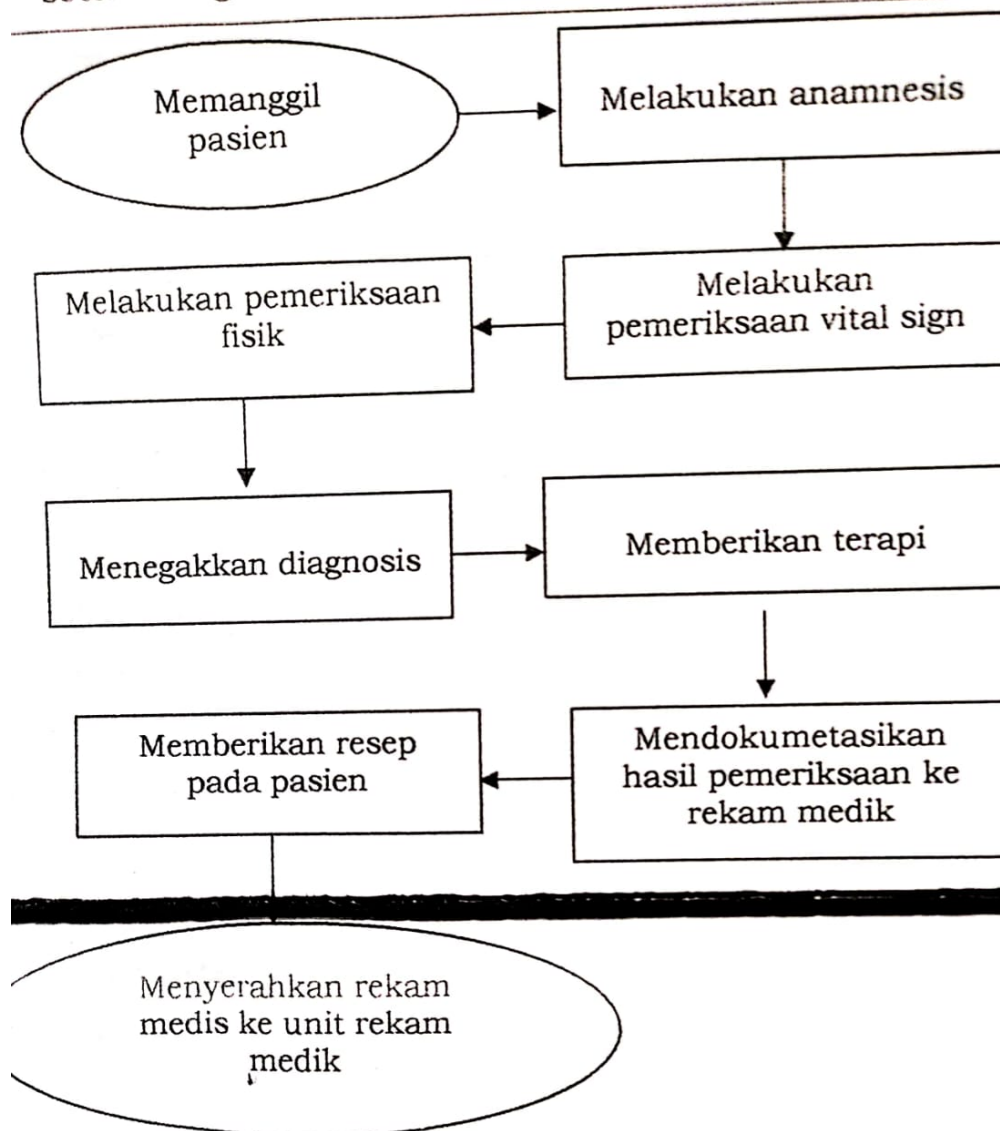 Memanggil
pasien
Melakukan anamnesis
Melakukan
pemeriksaan vital sign
Melakukan pemeriksaan
fisik
Menegakkan diagnosis
Memberikan terapi
Mendokumetasikan
hasil pemeriksaan ke
rekam medik
Memberikan resep
pada pasien
Menyerahkan rekam
medis ke unit rekam
medik